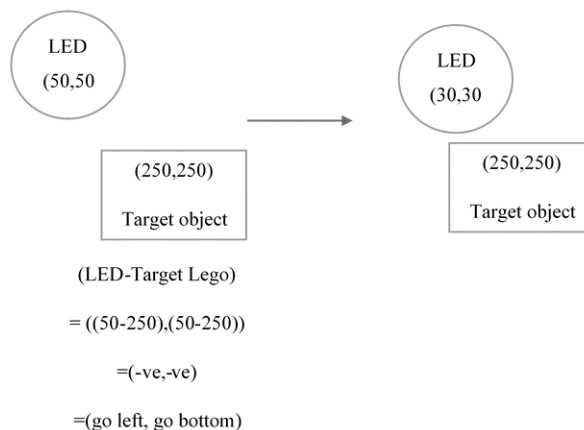 LED
(50,50
LED
(30,30
(250,250)
Target object
(250,250)
Target object
(LED-Target Lego)
= ((50-250),(50-250))
=(-ve,-ve)
=(go left, go bottom)